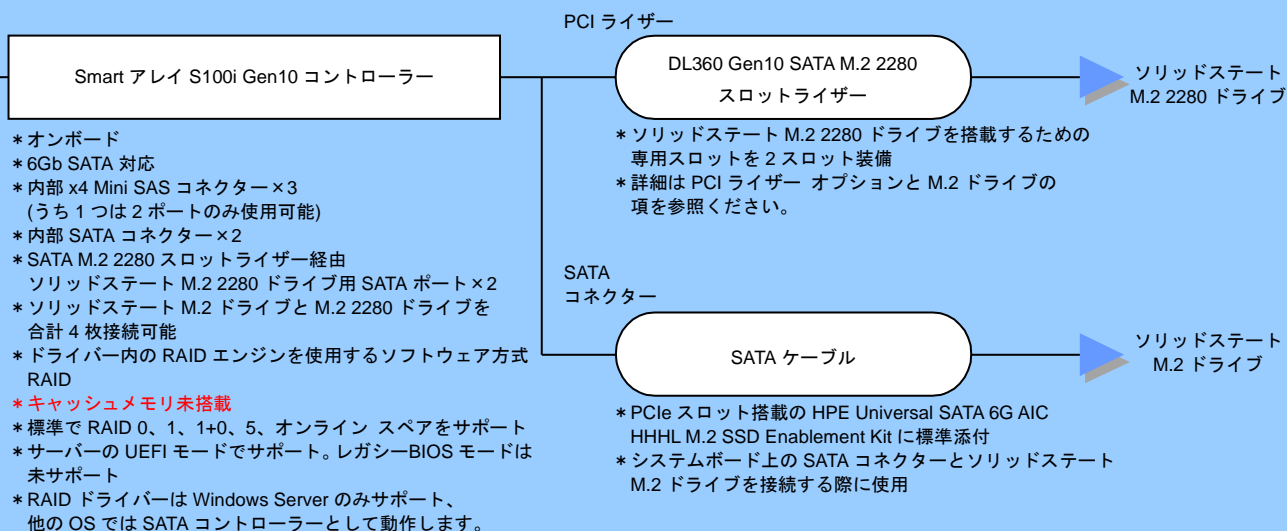 Smart アレイ S100i Gen10 コントローラー
＊オンボード
＊6Gb SATA 対応
＊内部 x4 Mini SAS コネクター×3
(うち 1 つは 2 ポートのみ使用可能)
＊内部 SATA コネクター×2
＊SATA M.2 2280 スロットライザー経由
ソリッドステート M.2 2280 ドライブ用 SATA ポート×2
＊ソリッドステート M.2 ドライブと M.2 2280 ドライブを
合計 4 枚接続可能
＊ドライバー内の RAID エンジンを使用するソフトウェア方式
RAID
＊キャッシュメモリ未搭載
＊標準で RAID 0、1、1+0、5、オンライン スペアをサポート
＊サーバーの UEFI モードでサポート。レガシーBIOS モードは
未サポート
＊RAID ドライバーは Windows Server のみサポート、
他の OS では SATA コントローラーとして動作します。
PCI ライザー
DL360 Gen10 SATA M.2 2280
スロットライザー
＊ソリッドステート M.2 2280 ドライブを搭載するための
専用スロットを 2 スロット装備
＊詳細は PCI ライザー オプションと M.2 ドライブの
項を参照ください。
ソリッドステート
M.2 2280 ドライブ
SATA
コネクター
SATA ケーブル
＊PCIe スロット搭載の HPE Universal SATA 6G AIC
HHHL M.2 SSD Enablement Kit に標準添付
＊システムボード上の SATA コネクターとソリッドステート
M.2 ドライブを接続する際に使用
ソリッドステート
M.2 ドライブ